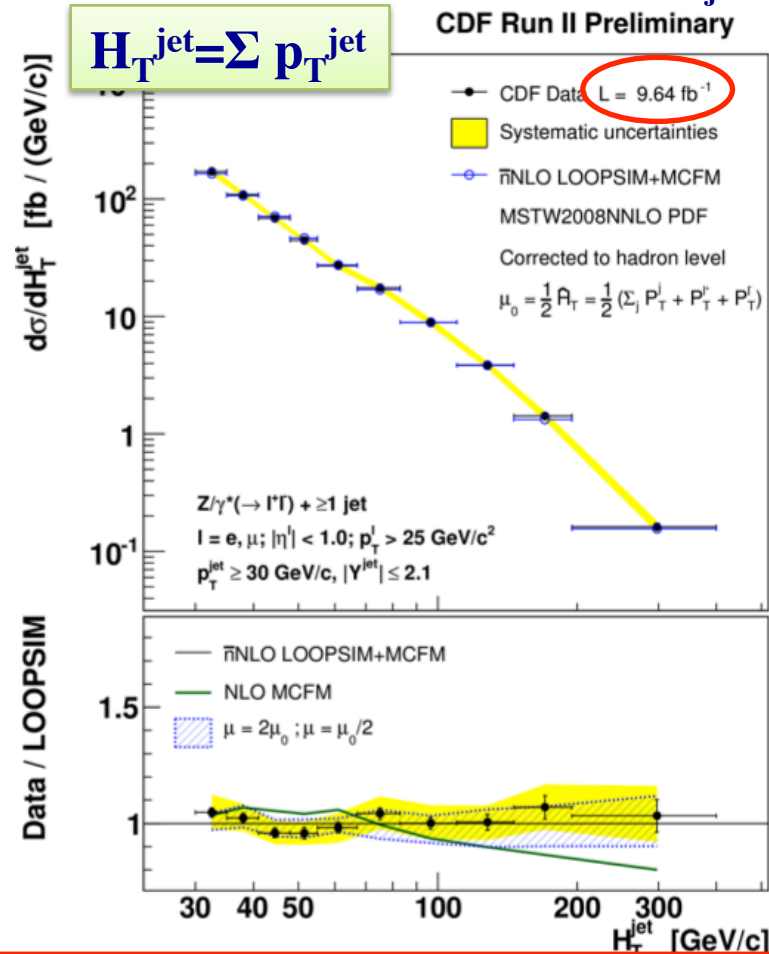 CDF Run II Preliminary
H_T^jet=Σ p_T^jet
CDF Data L = 9.64 fb⁻¹
Systematic uncertainties
n̅NLO LOOPSIM+MCFM
MSTW2008NNLO PDF
Corrected to hadron level
μ₀ = ½ Ĥ_T = ½ (Σ_j P_T^j + P_T^l⁺ + P_T^l⁻)
dσ/dH_T^jet [fb / (GeV/c)]
10²
10
1
10⁻¹
Z/γ*(→ l⁺l⁻) + ≥1 jet
l = e, μ; |η^l| < 1.0; p_T^l > 25 GeV/c²
p_T^jet ≥ 30 GeV/c, |Y^jet| ≤ 2.1
Data / LOOPSIM
n̅NLO LOOPSIM+MCFM
NLO MCFM
μ = 2μ₀ ; μ = μ₀/2
1.5
1
30 40 50 100 200 300
H_T^jet [GeV/c]